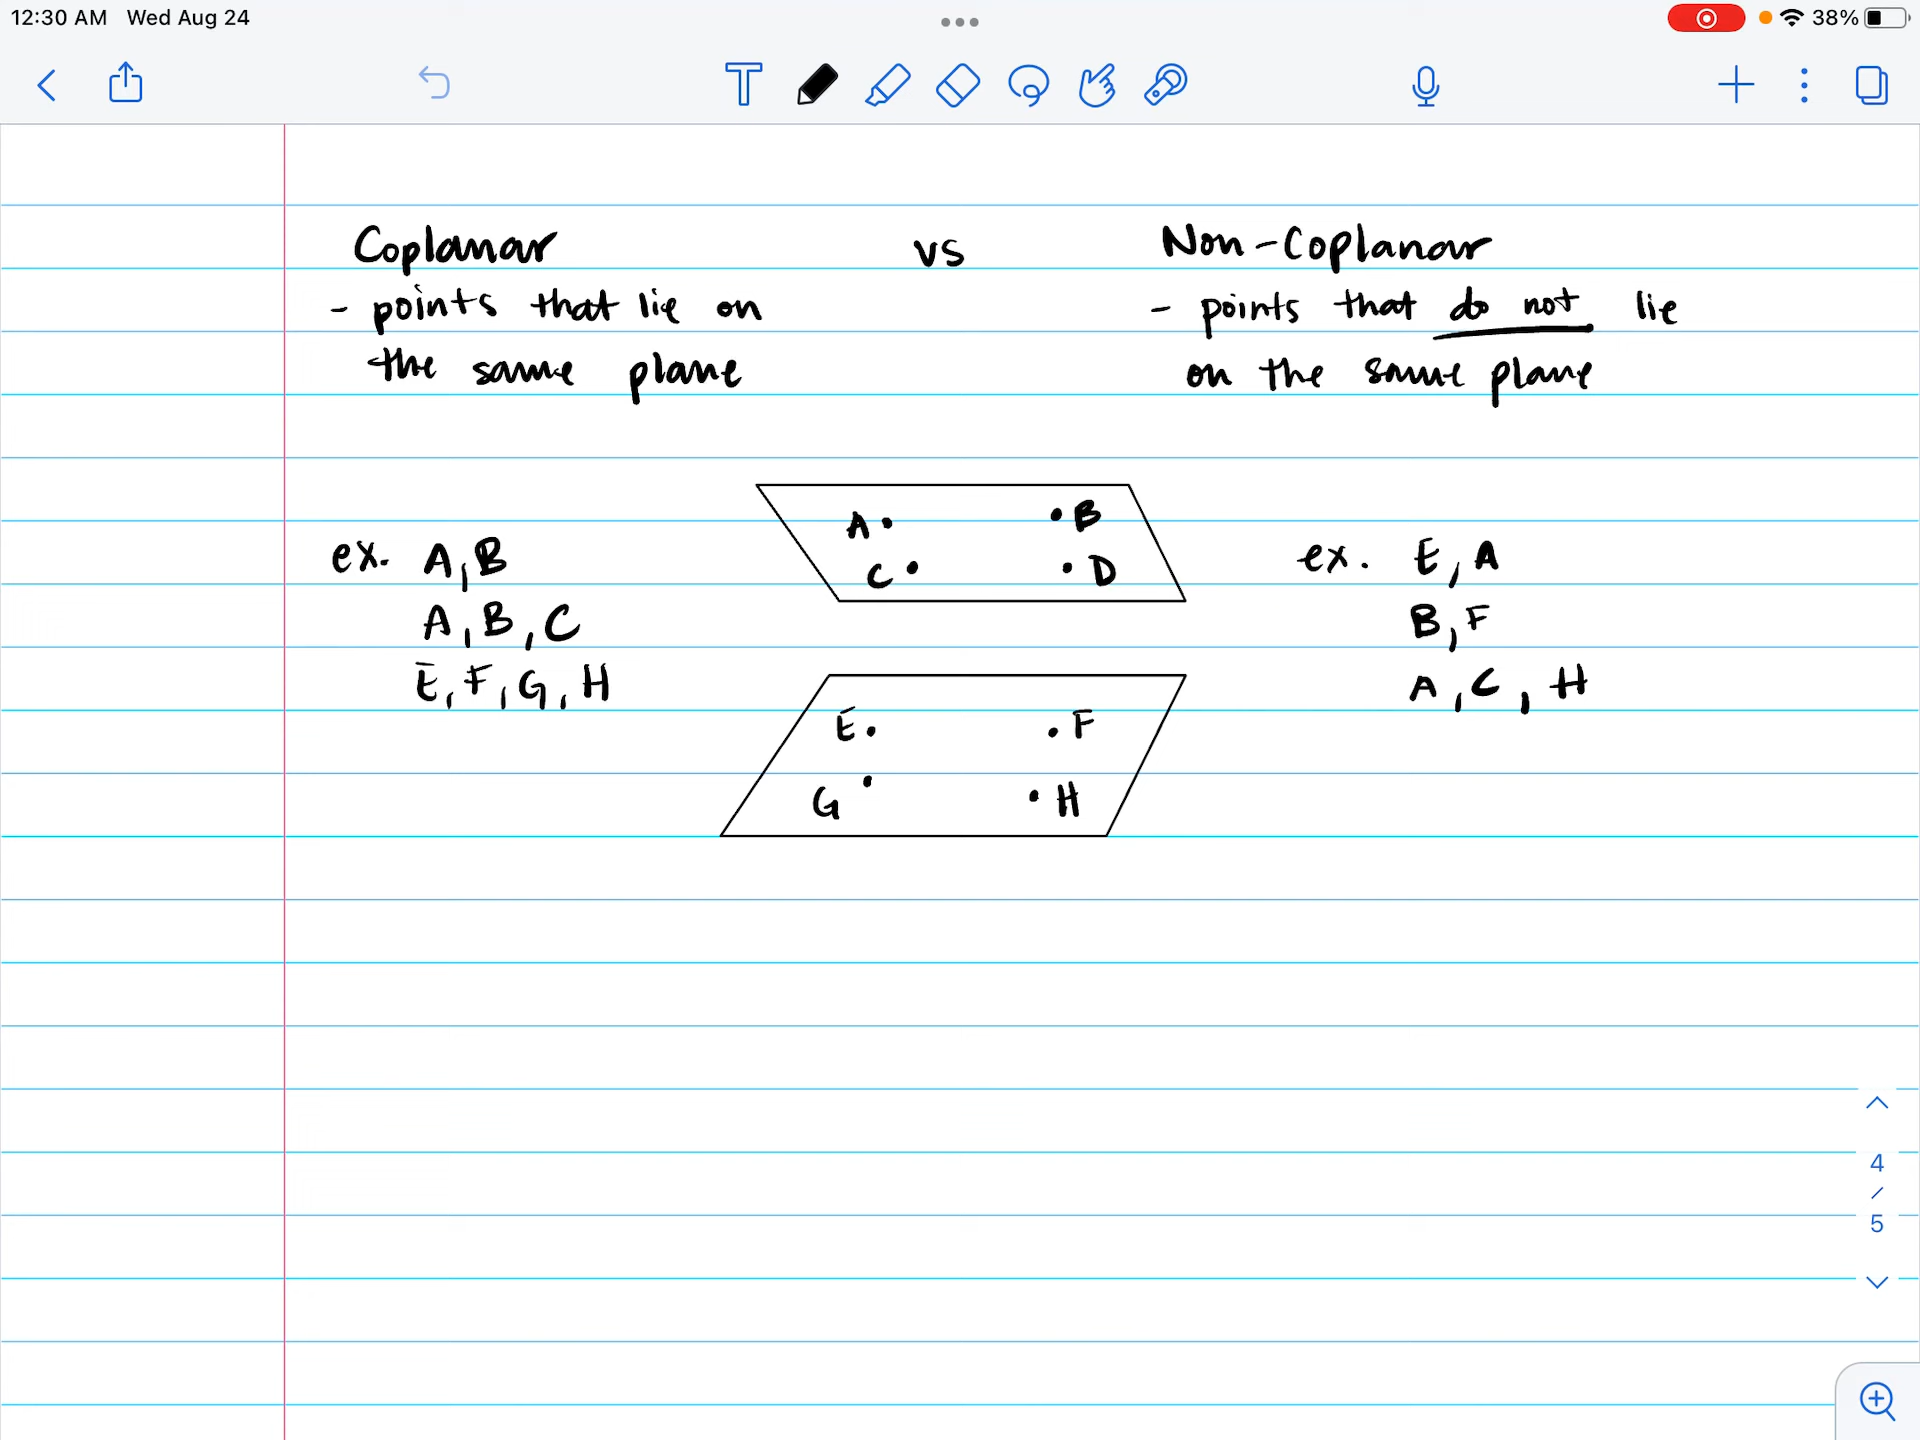 12:30 AM Wed Aug 24
38%
T
Coplanar vs Non-Coplanar
- points that lie on
the same plane
- points that do not lie
on the same plane
ex. A, B
A, B, C
E, F, G, H
A B
C D
E F
G H
ex. E, A
B, F
A, C, H
4
/
5